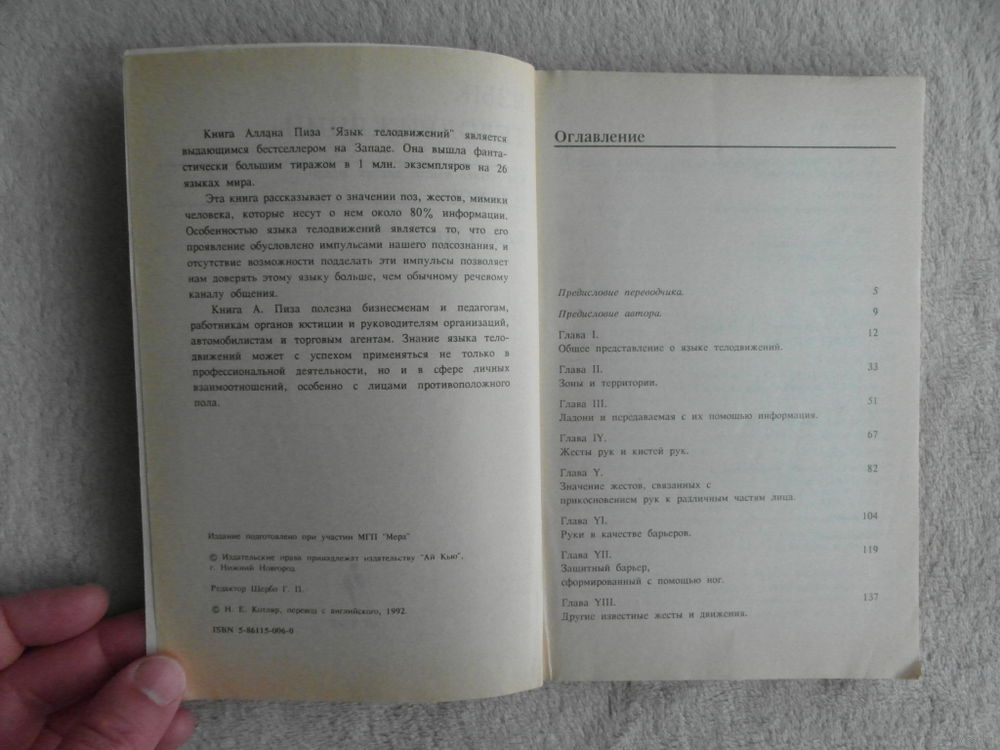 Книга Аллана Пиза "Язык телодвижений" является
выдающимся бестселлером на Западе. Она вышла фанта-
стически большим тиражом в 1 млн. экземпляров на 26
языках мира.
Эта книга рассказывает о значении поз, жестов, мимики
человека, которые несут о нем около 80% информации.
Особенностью языка телодвижений является то, что его
проявление обусловлено импульсами нашего подсознания, и
отсутствие возможности подделать эти импульсы позволяет
нам доверять этому языку больше, чем обычному речевому
каналу общения.
Книга А. Пиза полезна бизнесменам и педагогам,
работникам органов юстиции и руководителям организаций,
автомобилистам и торговым агентам. Знание языка тело-
движений может с успехом применяться не только в
профессиональной деятельности, но и в сфере личных
взаимоотношений, особенно с лицами противоположного
пола.
Издание подготовлено при участии МГП "Мера"
© Издательские права принадлежат издательству "Ай Кью",
г. Нижний Новгород
Редактор Щербо Г. П.
© Н. Е. Котляр, перевод с английского, 1992.
ISBN 5-86115-006-0
Оглавление
Предисловие переводчика. 5
Предисловие автора. 9
Глава I. 12
Общее представление о языке телодвижений.
Глава II. 33
Зоны и территории.
Глава III. 51
Ладони и передаваемая с их помощью информация.
Глава IY. 67
Жесты рук и кистей рук.
Глава Y. 82
Значение жестов, связанных с
прикосновением рук к различным частям лица.
Глава YI. 104
Руки в качестве барьеров.
Глава YII. 119
Защитный барьер,
сформированный с помощью ног.
Глава YIII. 137
Другие известные жесты и движения.